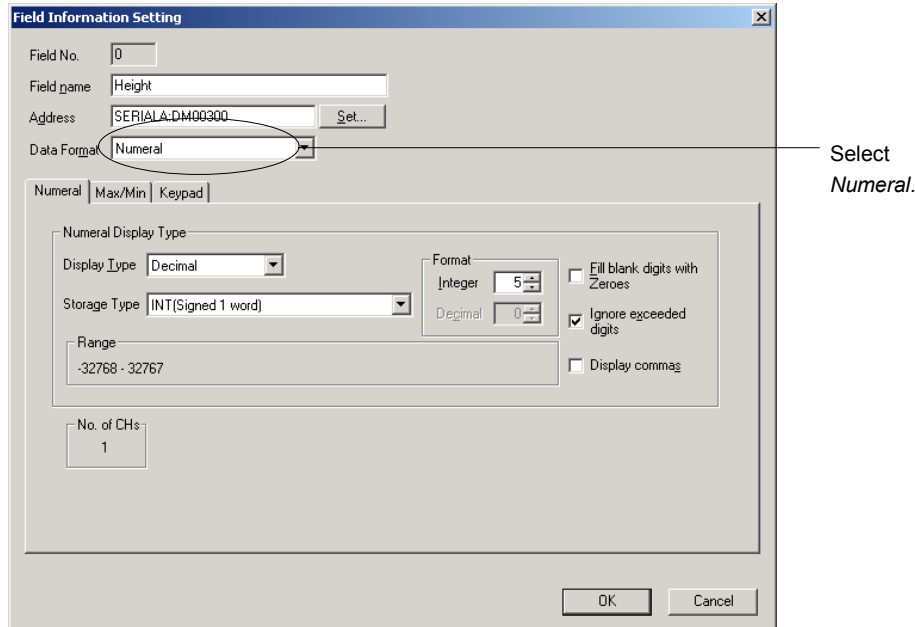 Field Information Setting
Field No. 0
Field name Height
Address SERIALA:DM00300 Set...
Data Format Numeral
Select
Numeral.
Numeral Max/Min Keypad
Numeral Display Type
Display Type Decimal
Storage Type INT(Signed 1 word)
Format
Integer 5
Decimal 0
Fill blank digits with
Zeroes
Ignore exceeded
digits
Display commas
Range
-32768 - 32767
No. of CHs
1
OK Cancel